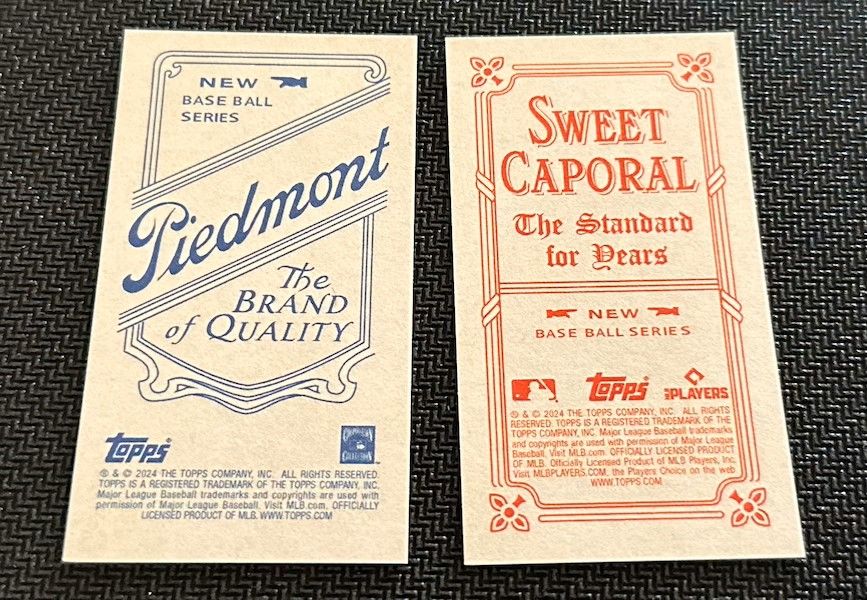 NEW
BASE BALL
SERIES
Piedmont
The
BRAND
of QUALITY
Topps
® & © 2024 THE TOPPS COMPANY, INC. ALL RIGHTS RESERVED.
TOPPS IS A REGISTERED TRADEMARK OF THE TOPPS COMPANY, INC.
Major League Baseball trademarks and copyrights are used with
permission of Major League Baseball. Visit MLB.com. OFFICIALLY
LICENSED PRODUCT OF MLB. WWW.TOPPS.COM
SWEET
CAPORAL
The Standard
for Years
NEW
BASE BALL SERIES
Topps
MLB PLAYERS
® & © 2024 THE TOPPS COMPANY, INC. ALL RIGHTS
RESERVED. TOPPS IS A REGISTERED TRADEMARK OF THE
TOPPS COMPANY, INC. Major League Baseball trademarks
and copyrights are used with permission of Major League
Baseball. Visit MLB.com. OFFICIALLY LICENSED PRODUCT
OF MLB. Officially Licensed Product of MLB Players, Inc.
Visit MLBPLAYERS.COM, the Players Choice on the web
WWW.TOPPS.COM